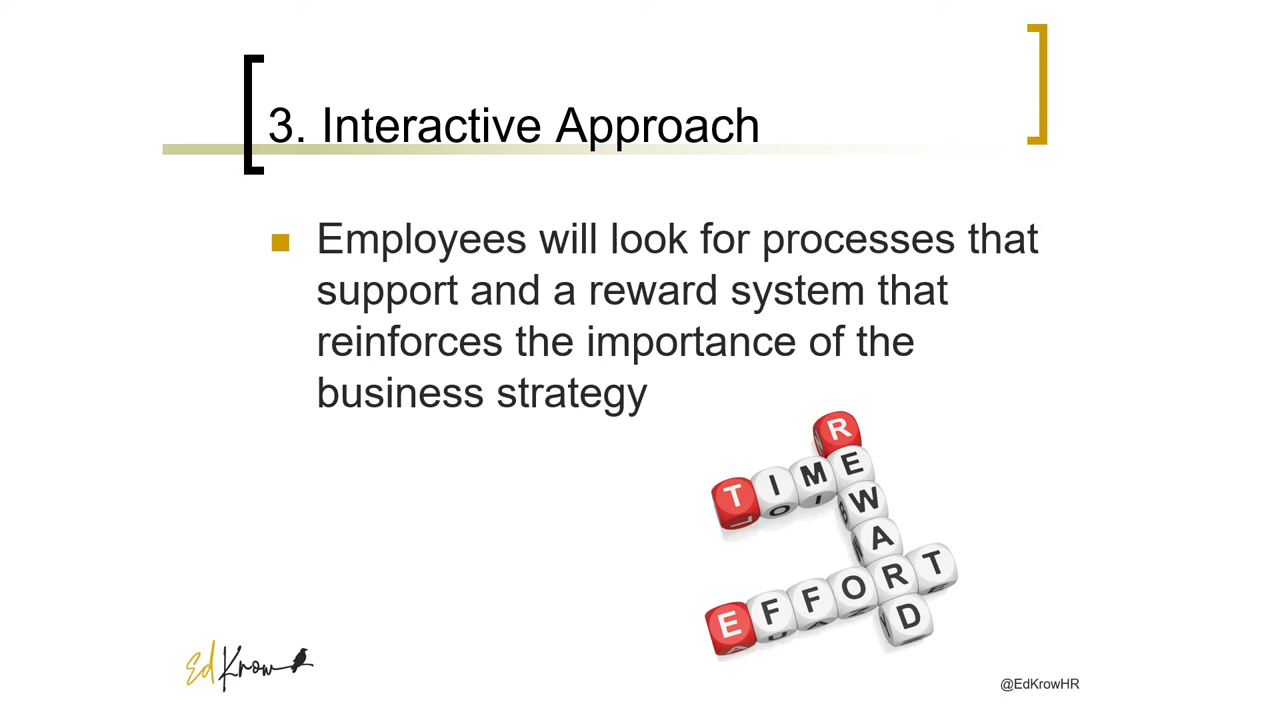 3. Interactive Approach
Employees will look for processes that
support and a reward system that
reinforces the importance of the
business strategy
REWARD
TIME
EFFORT
Ed Krow
@EdKrowHR